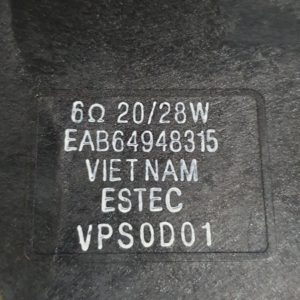 6Ω 20/28W
EAB64948315
VIETNAM
ESTEC
VPS0D01